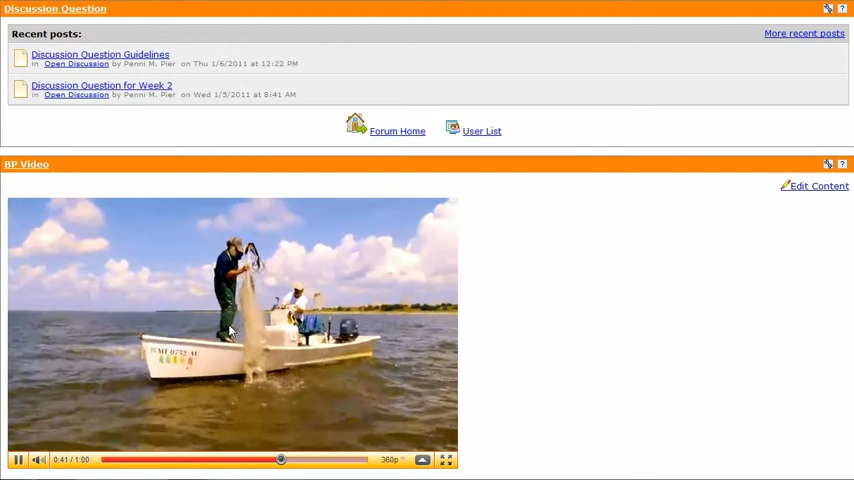 Discussion Question
Recent posts:
More recent posts
Discussion Question Guidelines
in Open Discussion by Penni M. Pier on Thu 1/6/2011 at 12:22 PM
Discussion Question for Week 2
in Open Discussion by Penni M. Pier on Wed 1/5/2011 at 8:41 AM
Forum Home
User List
BP Video
Edit Content
0:41 / 1:00
360p